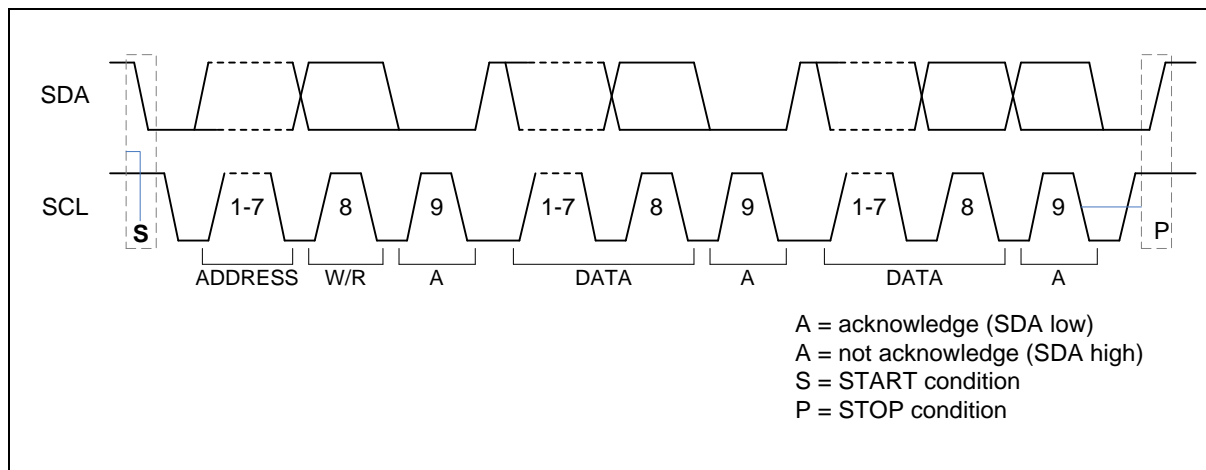 SDA
SCL
1-7 8 9 1-7 8 9 1-7 8 9
S P
ADDRESS W/R A DATA A DATA A
A = acknowledge (SDA low)
A = not acknowledge (SDA high)
S = START condition
P = STOP condition